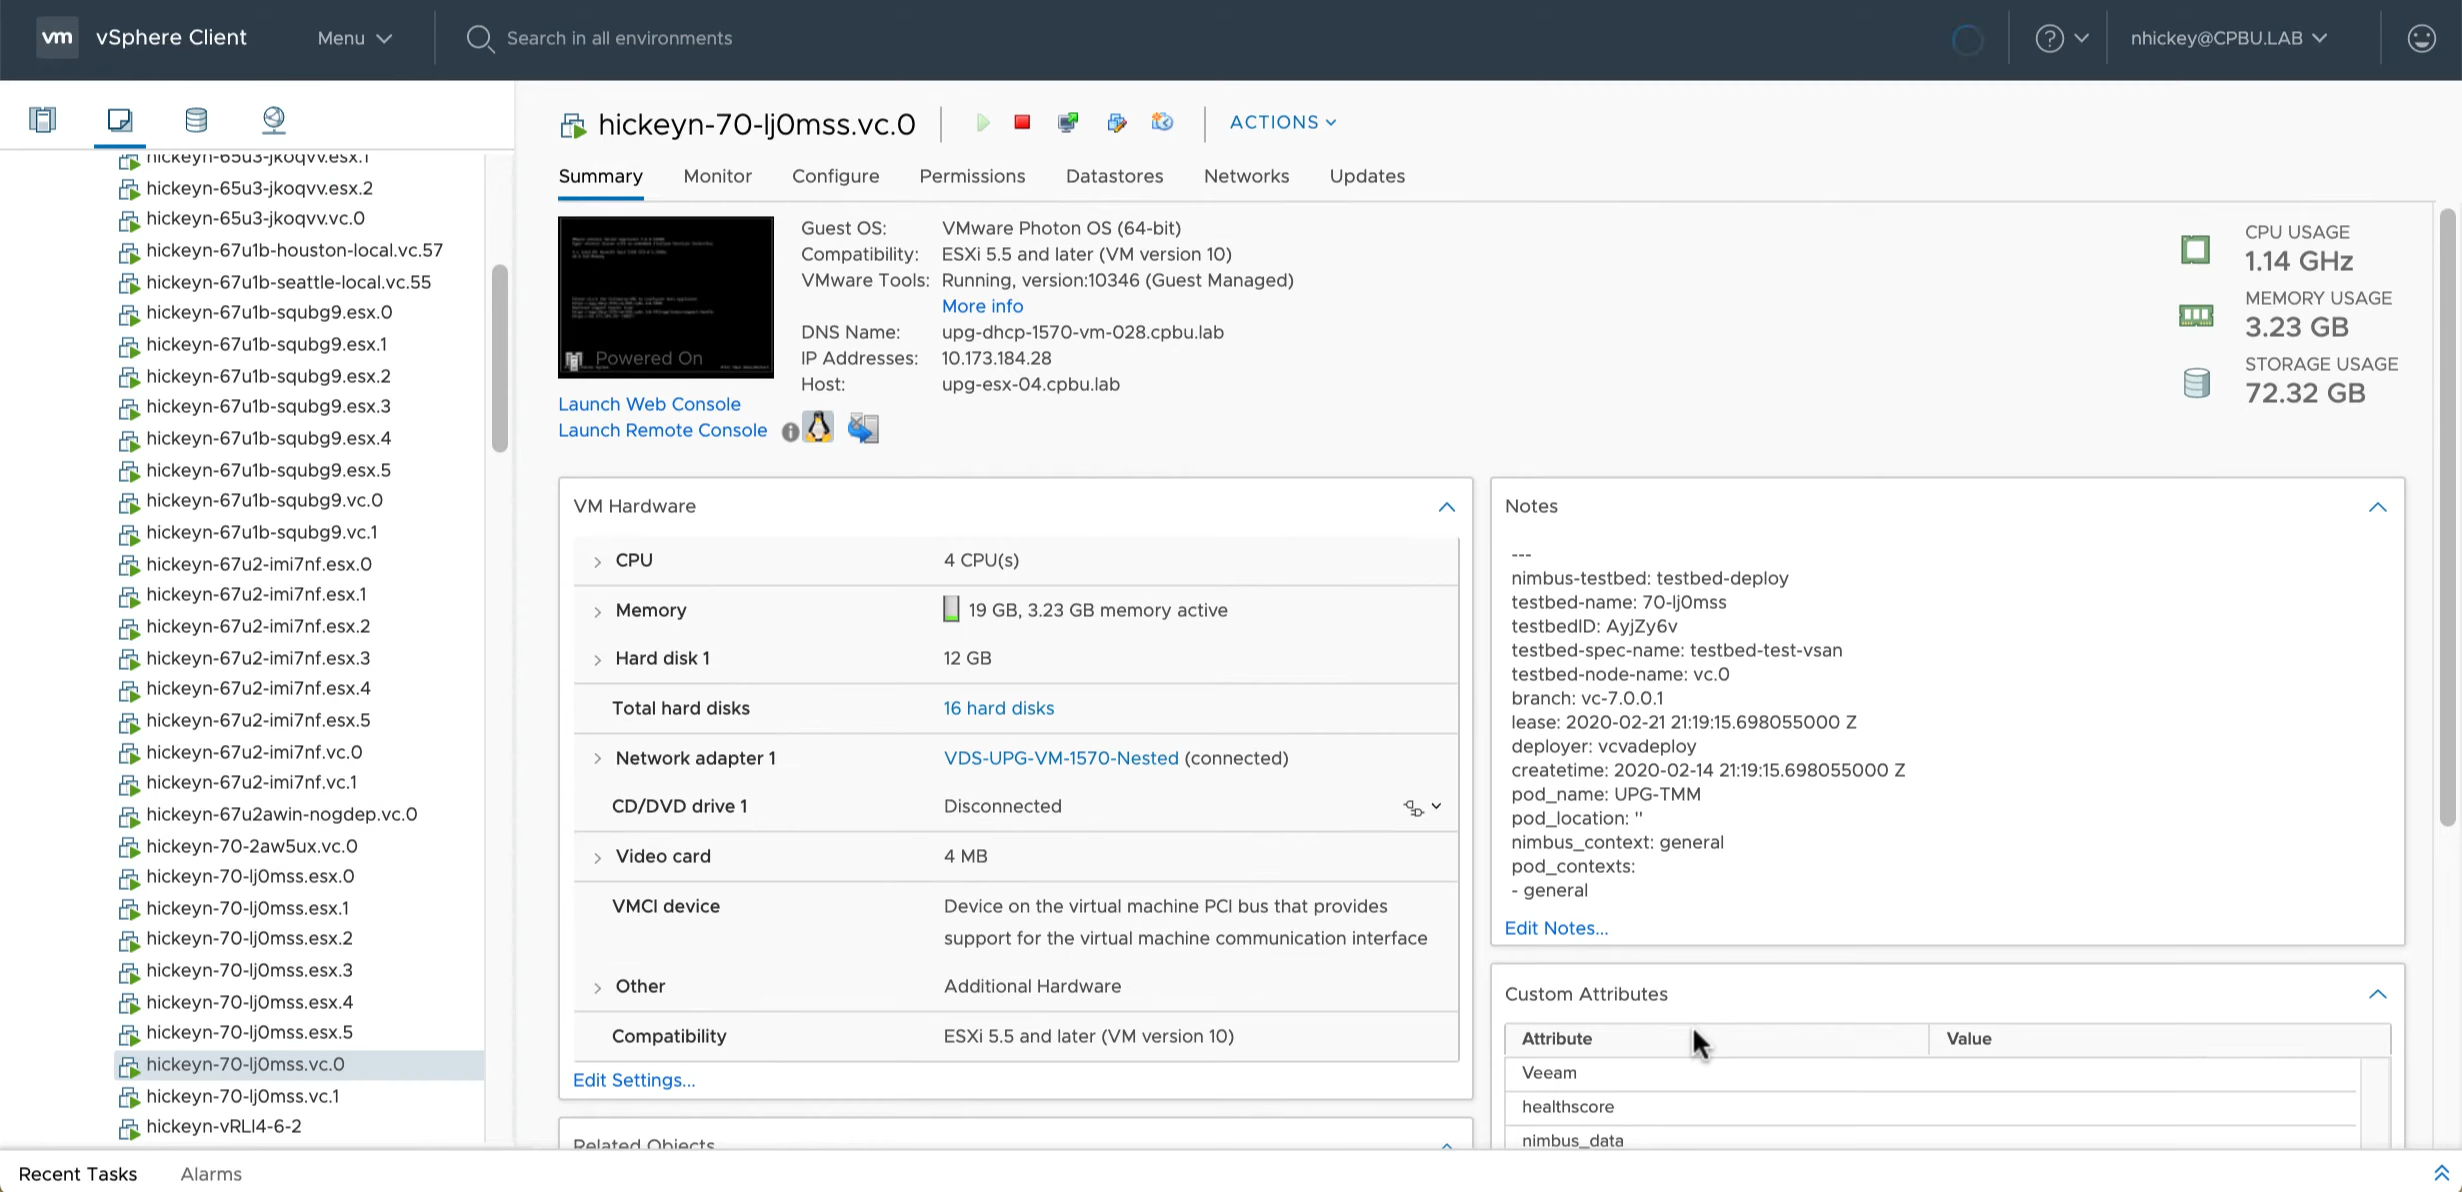 vm vSphere Client Menu Search in all environments nhickey@CPBU.LAB
hickeyn-65u3-jkoqvv.esx.1
hickeyn-65u3-jkoqvv.esx.2
hickeyn-65u3-jkoqvv.vc.0
hickeyn-67u1b-houston-local.vc.57
hickeyn-67u1b-seattle-local.vc.55
hickeyn-67u1b-squbg9.esx.0
hickeyn-67u1b-squbg9.esx.1
hickeyn-67u1b-squbg9.esx.2
hickeyn-67u1b-squbg9.esx.3
hickeyn-67u1b-squbg9.esx.4
hickeyn-67u1b-squbg9.esx.5
hickeyn-67u1b-squbg9.vc.0
hickeyn-67u1b-squbg9.vc.1
hickeyn-67u2-imi7nf.esx.0
hickeyn-67u2-imi7nf.esx.1
hickeyn-67u2-imi7nf.esx.2
hickeyn-67u2-imi7nf.esx.3
hickeyn-67u2-imi7nf.esx.4
hickeyn-67u2-imi7nf.esx.5
hickeyn-67u2-imi7nf.vc.0
hickeyn-67u2-imi7nf.vc.1
hickeyn-67u2awin-nogdep.vc.0
hickeyn-70-2aw5ux.vc.0
hickeyn-70-lj0mss.esx.0
hickeyn-70-lj0mss.esx.1
hickeyn-70-lj0mss.esx.2
hickeyn-70-lj0mss.esx.3
hickeyn-70-lj0mss.esx.4
hickeyn-70-lj0mss.esx.5
hickeyn-70-lj0mss.vc.0
hickeyn-70-lj0mss.vc.1
hickeyn-vRLI4-6-2
hickeyn-70-lj0mss.vc.0 ACTIONS
Summary Monitor Configure Permissions Datastores Networks Updates
Powered On
Launch Web Console
Launch Remote Console
Guest OS: VMware Photon OS (64-bit)
Compatibility: ESXi 5.5 and later (VM version 10)
VMware Tools: Running, version:10346 (Guest Managed)
More info
DNS Name: upg-dhcp-1570-vm-028.cpbu.lab
IP Addresses: 10.173.184.28
Host: upg-esx-04.cpbu.lab
CPU USAGE
1.14 GHz
MEMORY USAGE
3.23 GB
STORAGE USAGE
72.32 GB
VM Hardware
CPU 4 CPU(s)
Memory 19 GB, 3.23 GB memory active
Hard disk 1 12 GB
Total hard disks 16 hard disks
Network adapter 1 VDS-UPG-VM-1570-Nested (connected)
CD/DVD drive 1 Disconnected
Video card 4 MB
VMCI device Device on the virtual machine PCI bus that provides
support for the virtual machine communication interface
Other Additional Hardware
Compatibility ESXi 5.5 and later (VM version 10)
Edit Settings...
Related Objects
Notes
---
nimbus-testbed: testbed-deploy
testbed-name: 70-lj0mss
testbedID: AyjZy6v
testbed-spec-name: testbed-test-vsan
testbed-node-name: vc.0
branch: vc-7.0.0.1
lease: 2020-02-21 21:19:15.698055000 Z
deployer: vcvadeploy
createtime: 2020-02-14 21:19:15.698055000 Z
pod_name: UPG-TMM
pod_location: ''
nimbus_context: general
pod_contexts:
- general
Edit Notes...
Custom Attributes
Attribute Value
Veeam
healthscore
nimbus_data
Recent Tasks Alarms